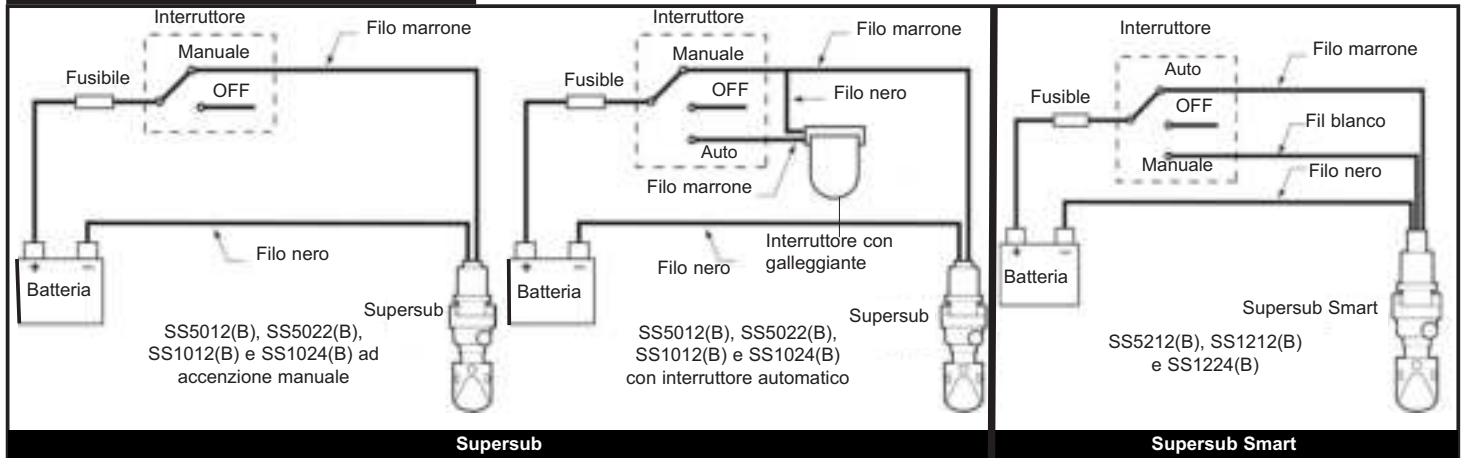 Interruttore
Manuale
Filo marrone
Fusibile
OFF
+ −
Batteria
Filo nero
Supersub
SS5012(B), SS5022(B),
SS1012(B) e SS1024(B) ad
accenzione manuale
Interruttore
Manuale
Filo marrone
Fusibile
OFF
Filo nero
Auto
Filo marrone
Interruttore con
galleggiante
+ −
Batteria
Filo nero
Supersub
SS5012(B), SS5022(B),
SS1012(B) e SS1024(B)
con interruttore automatico
Supersub
Interruttore
Filo marrone
Auto
Fusible
OFF
Fil blanco
Manuale
Filo nero
+ −
Batteria
Supersub Smart
SS5212(B), SS1212(B)
e SS1224(B)
Supersub Smart